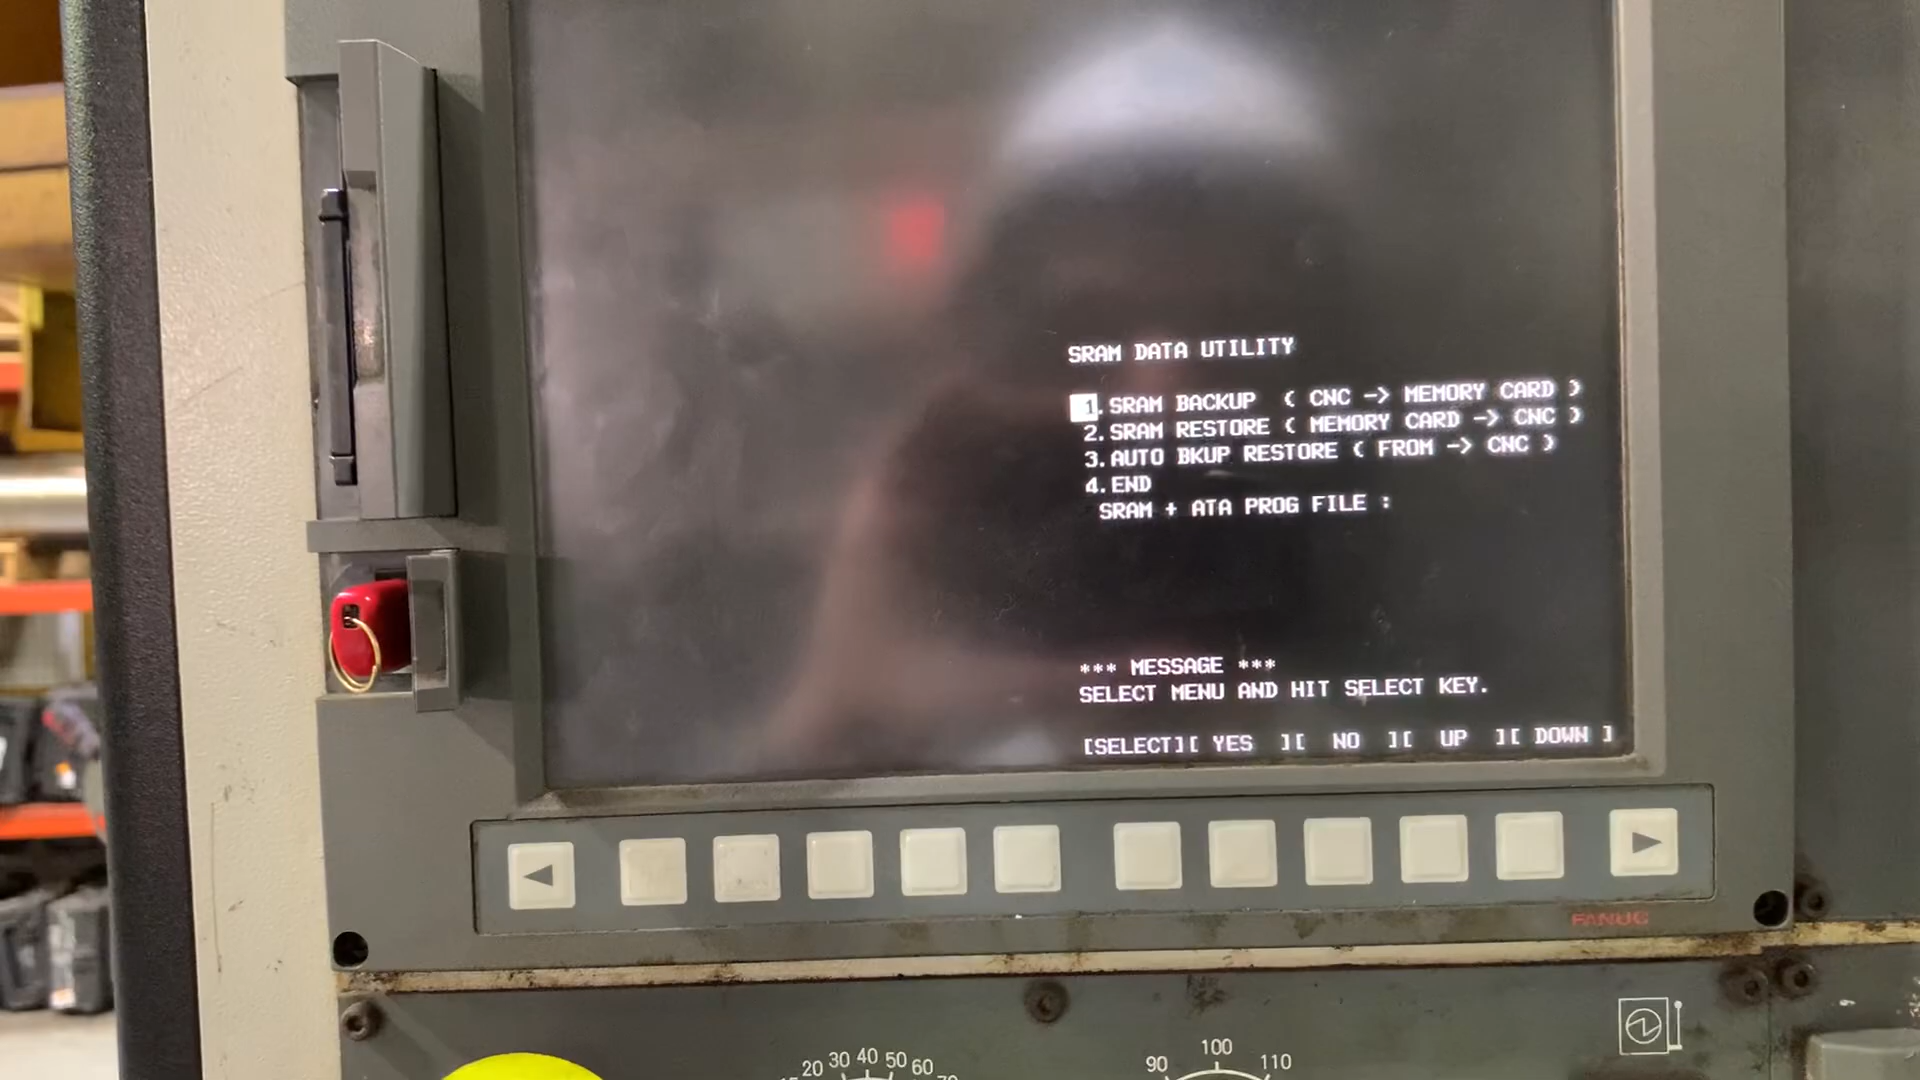 SRAM DATA UTILITY
1. SRAM BACKUP ( CNC -> MEMORY CARD )
2. SRAM RESTORE ( MEMORY CARD -> CNC )
3. AUTO BKUP RESTORE ( FROM -> CNC )
4. END
SRAM + ATA PROG FILE :
*** MESSAGE ***
SELECT MENU AND HIT SELECT KEY.
[SELECT][ YES ][ NO ][ UP ][ DOWN ]
FANUC
20 30 40 50 60
90 100 110